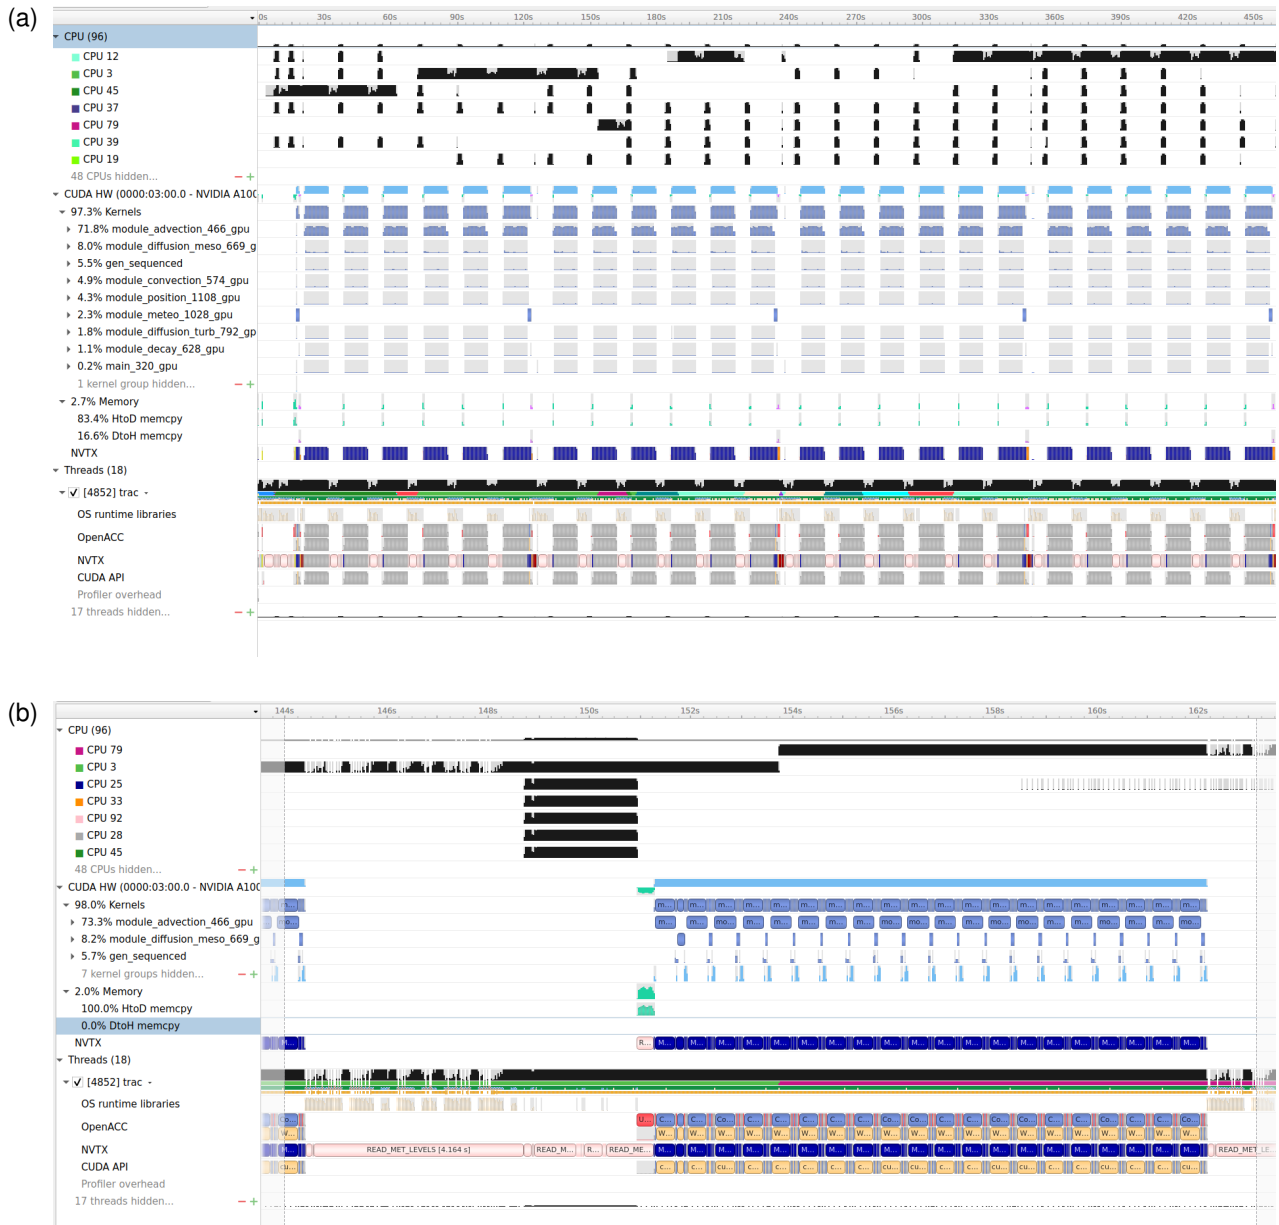 (a)
0s 30s 60s 90s 120s 150s 180s 210s 240s 270s 300s 330s 360s 390s 420s 450s
CPU (96)
CPU 12
CPU 3
CPU 45
CPU 37
CPU 79
CPU 39
CPU 19
48 CPUs hidden... − +
CUDA HW (0000:03:00.0 - NVIDIA A100
97.3% Kernels
71.8% module_advection_466_gpu
8.0% module_diffusion_meso_669_g
5.5% gen_sequenced
4.9% module_convection_574_gpu
4.3% module_position_1108_gpu
2.3% module_meteo_1028_gpu
1.8% module_diffusion_turb_792_gp
1.1% module_decay_628_gpu
0.2% main_320_gpu
1 kernel group hidden... − +
2.7% Memory
83.4% HtoD memcpy
16.6% DtoH memcpy
NVTX
Threads (18)
[4852] trac
OS runtime libraries
OpenACC
NVTX
CUDA API
Profiler overhead
17 threads hidden... − +
(b)
144s 146s 148s 150s 152s 154s 156s 158s 160s 162s
CPU (96)
CPU 79
CPU 3
CPU 25
CPU 33
CPU 92
CPU 28
CPU 45
48 CPUs hidden... − +
CUDA HW (0000:03:00.0 - NVIDIA A100
98.0% Kernels
73.3% module_advection_466_gpu
8.2% module_diffusion_meso_669_g
5.7% gen_sequenced
7 kernel groups hidden... − +
2.0% Memory
100.0% HtoD memcpy
0.0% DtoH memcpy
NVTX
Threads (18)
[4852] trac
OS runtime libraries
OpenACC
NVTX READ_MET_LEVELS [4.164 s] READ_M... R... READ_ME...
CUDA API
Profiler overhead
17 threads hidden... − +